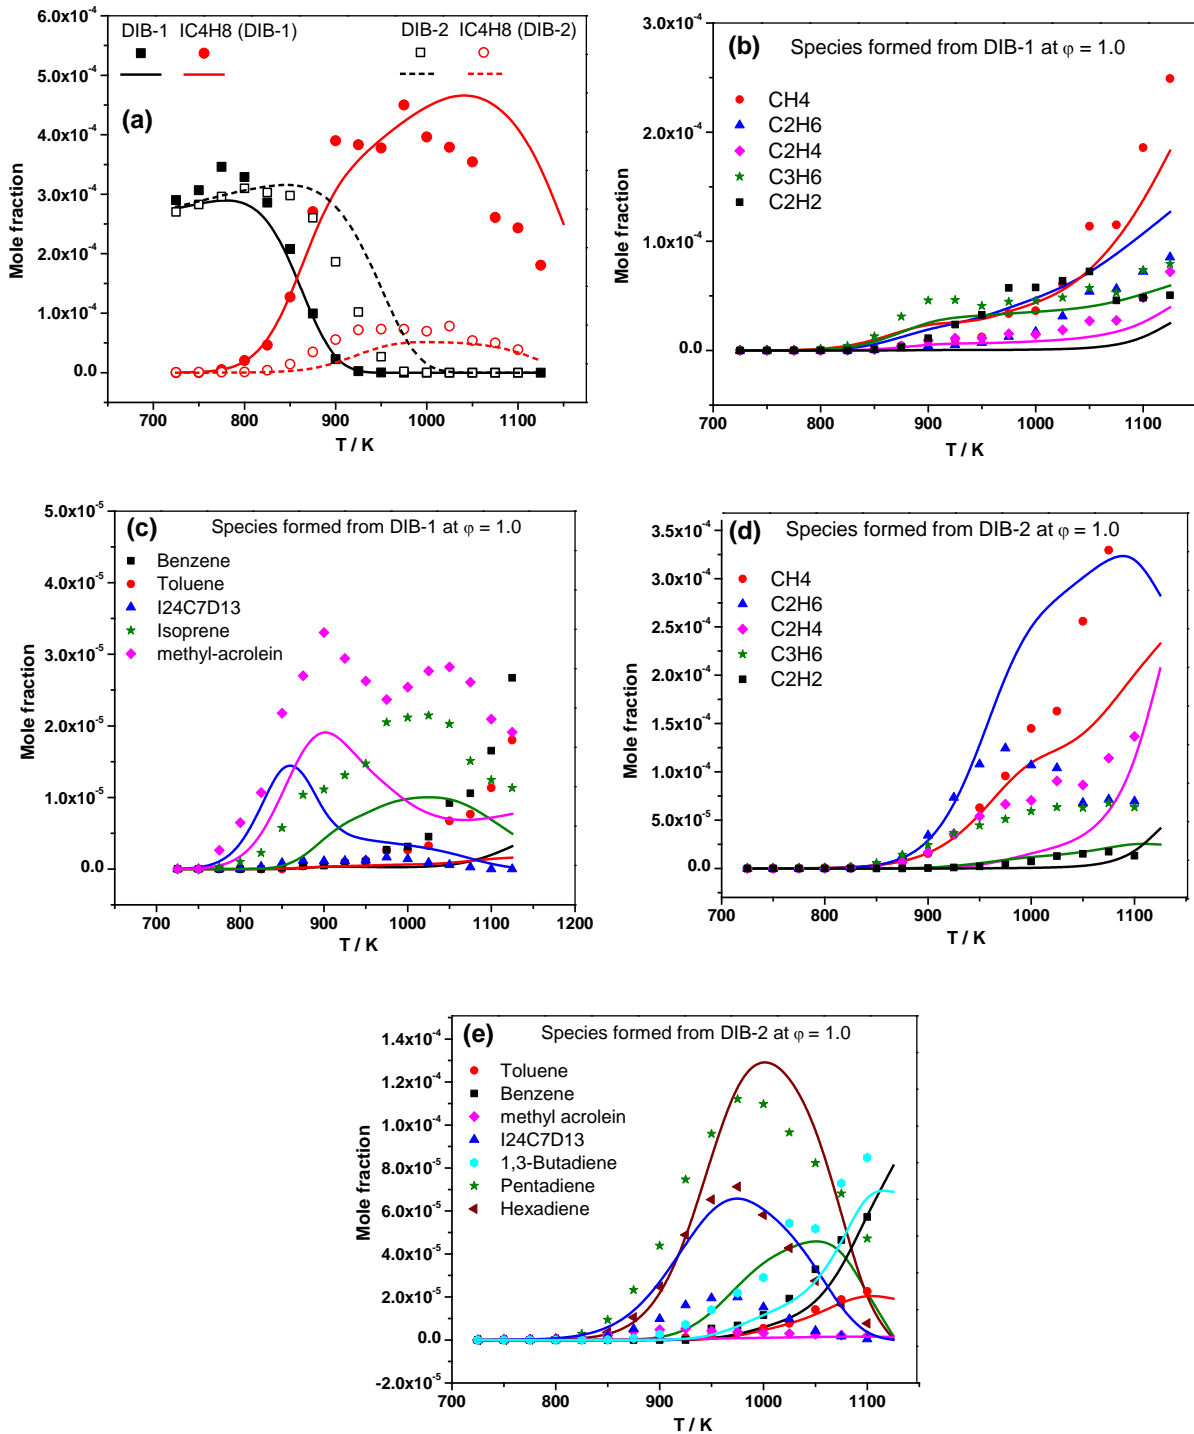 6.0x10-4
5.0x10-4
4.0x10-4
3.0x10-4
2.0x10-4
1.0x10-4
0.0
Mole fraction
DIB-1 IC4H8 (DIB-1) DIB-2 IC4H8 (DIB-2)
(a)
700 800 900 1000 1100
T / K
3.0x10-4
2.0x10-4
1.0x10-4
0.0
Mole fraction
(b) Species formed from DIB-1 at φ = 1.0
CH4
C2H6
C2H4
C3H6
C2H2
700 800 900 1000 1100
T / K
5.0x10-5
4.0x10-5
3.0x10-5
2.0x10-5
1.0x10-5
0.0
Mole fraction
(c) Species formed from DIB-1 at φ = 1.0
Benzene
Toluene
I24C7D13
Isoprene
methyl-acrolein
700 800 900 1000 1100 1200
T / K
3.5x10-4
3.0x10-4
2.5x10-4
2.0x10-4
1.5x10-4
1.0x10-4
5.0x10-5
0.0
Mole fraction
(d) Species formed from DIB-2 at φ = 1.0
CH4
C2H6
C2H4
C3H6
C2H2
700 800 900 1000 1100
T / K
1.4x10-4
1.2x10-4
1.0x10-4
8.0x10-5
6.0x10-5
4.0x10-5
2.0x10-5
0.0
-2.0x10-5
Mole fraction
(e) Species formed from DIB-2 at φ = 1.0
Toluene
Benzene
methyl acrolein
I24C7D13
1,3-Butadiene
Pentadiene
Hexadiene
700 800 900 1000 1100
T / K